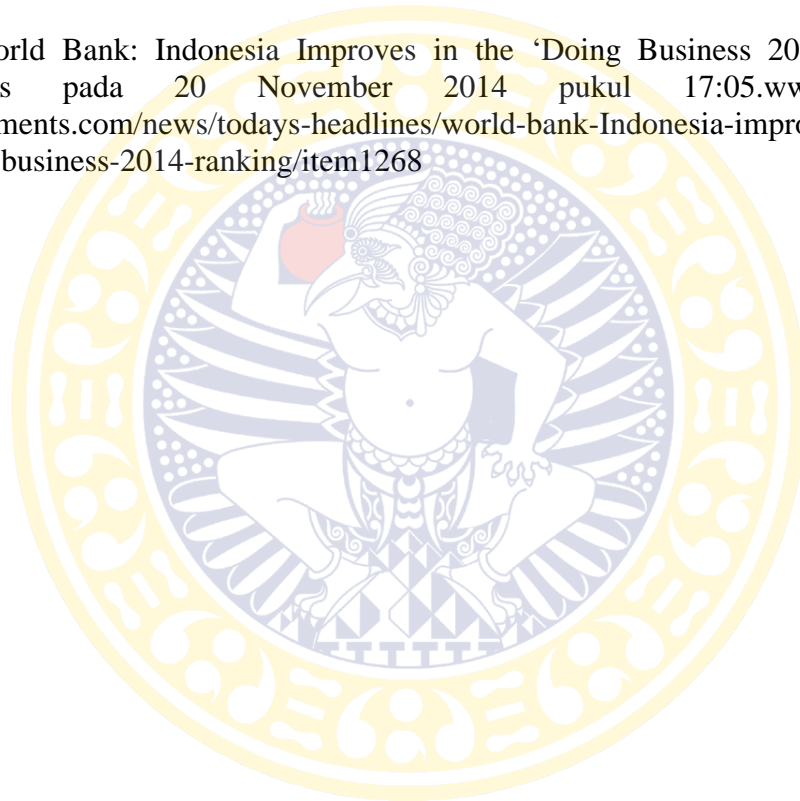 orld Bank: Indonesia Improves in the ‘Doing Business 20
s pada 20 November 2014 pukul 17:05.ww
ments.com/news/todays-headlines/world-bank-Indonesia-impro
business-2014-ranking/item1268